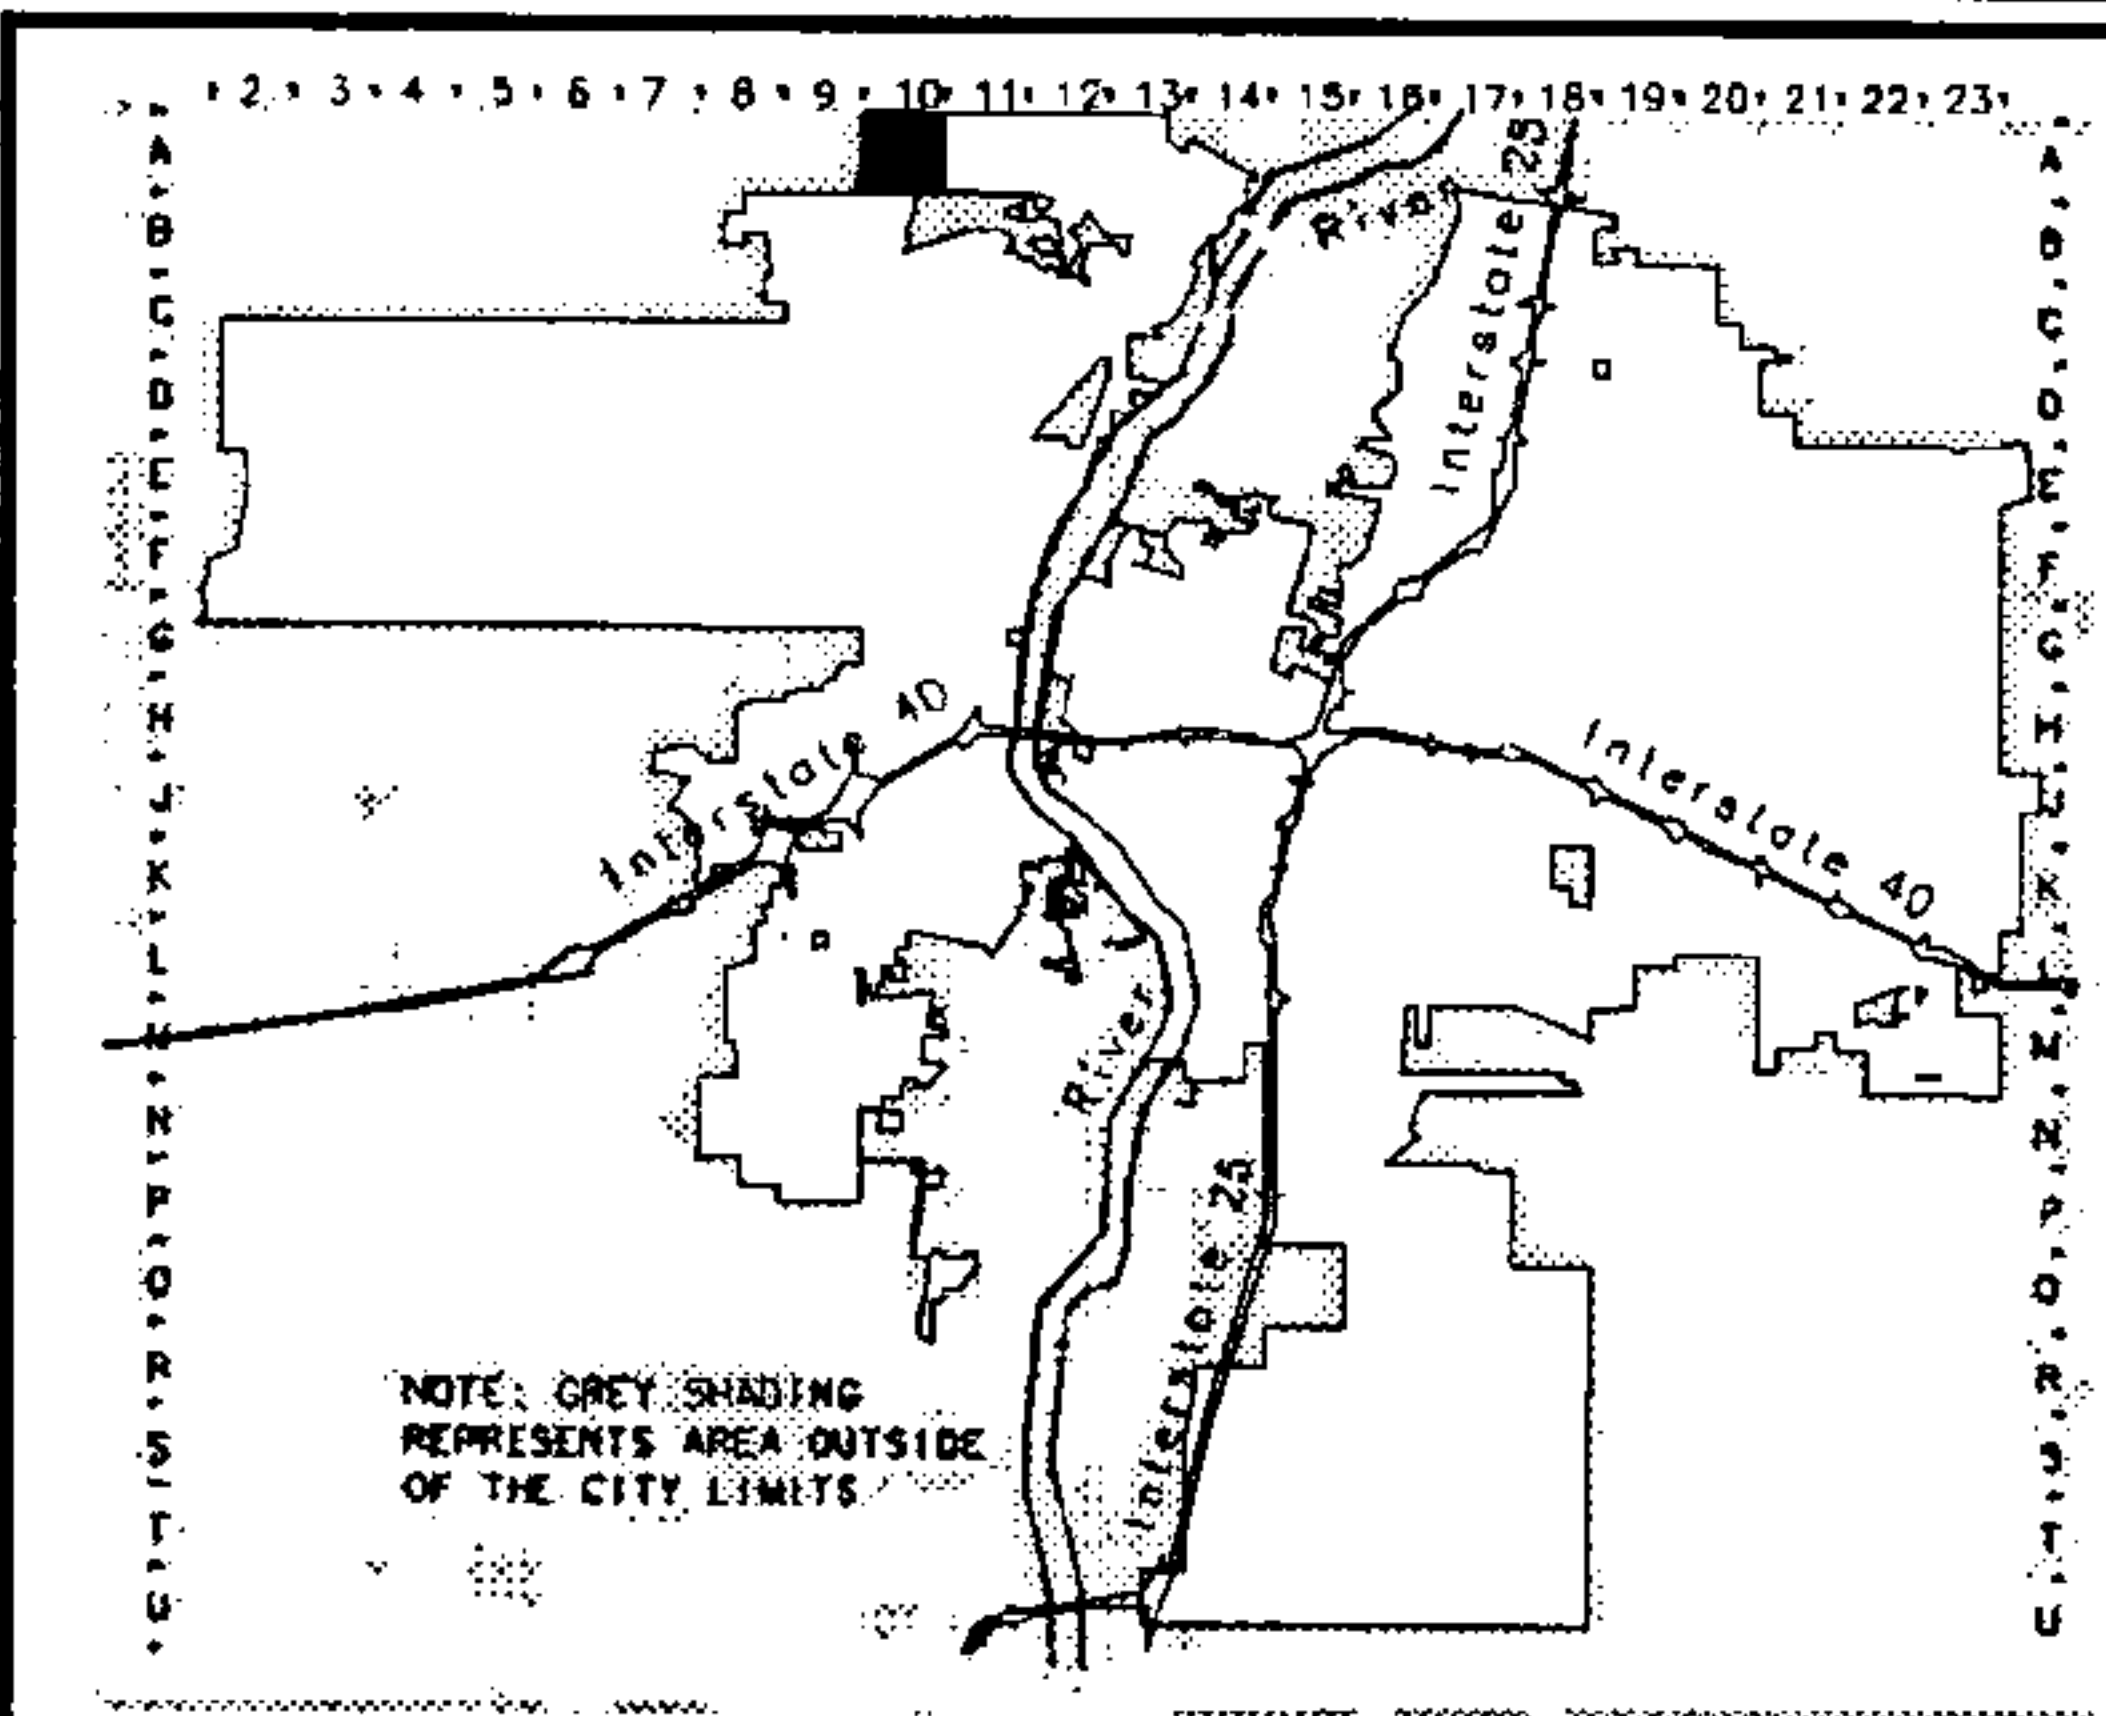 2 3 4 5 6 7 8 9 10 11 12 13 14 15 16 17 18 19 20 21 22 23
A A
B B
C C
D D
E E
F F
G G
H H
J J
K K
L L
M M
N N
P P
Q Q
R R
S S
T T
U U
River
Interstate 25
Interstate 40
Interstate 40
River
Interstate 25
NOTE: GREY SHADING
REPRESENTS AREA OUTSIDE
OF THE CITY LIMITS